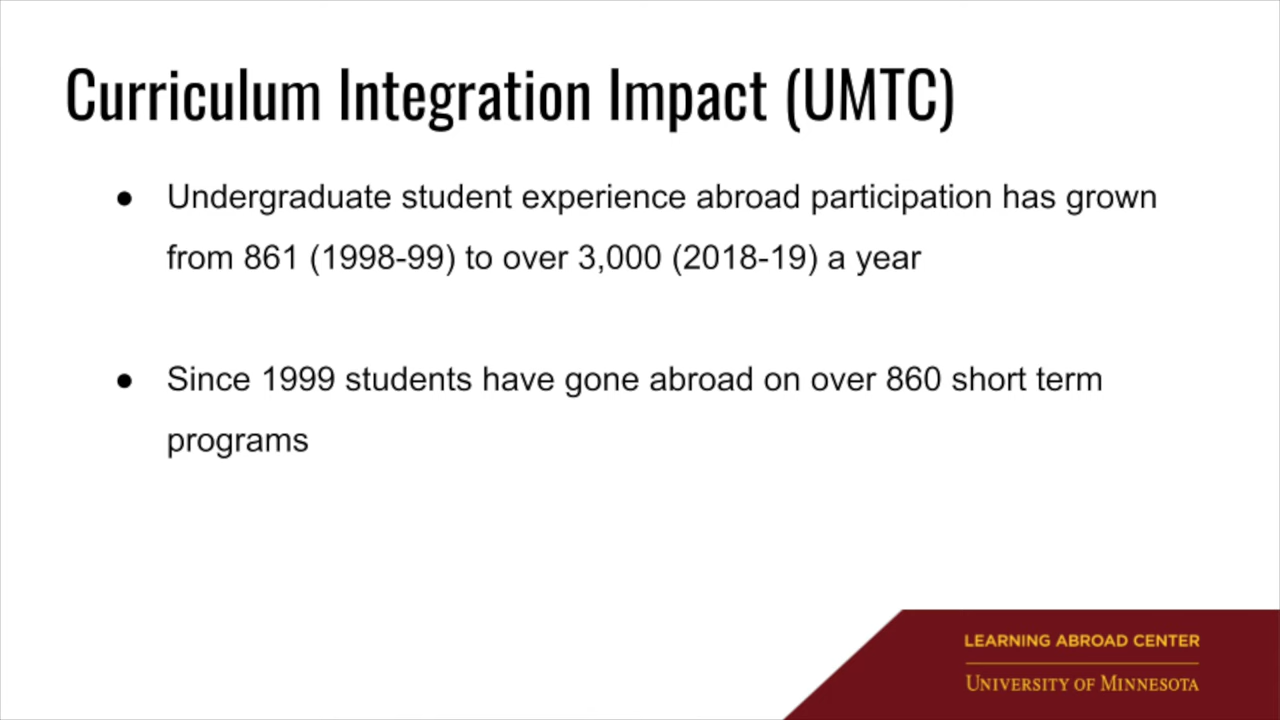 Curriculum Integration Impact (UMTC)
● Undergraduate student experience abroad participation has grown
from 861 (1998-99) to over 3,000 (2018-19) a year
● Since 1999 students have gone abroad on over 860 short term
programs
LEARNING ABROAD CENTER
UNIVERSITY OF MINNESOTA